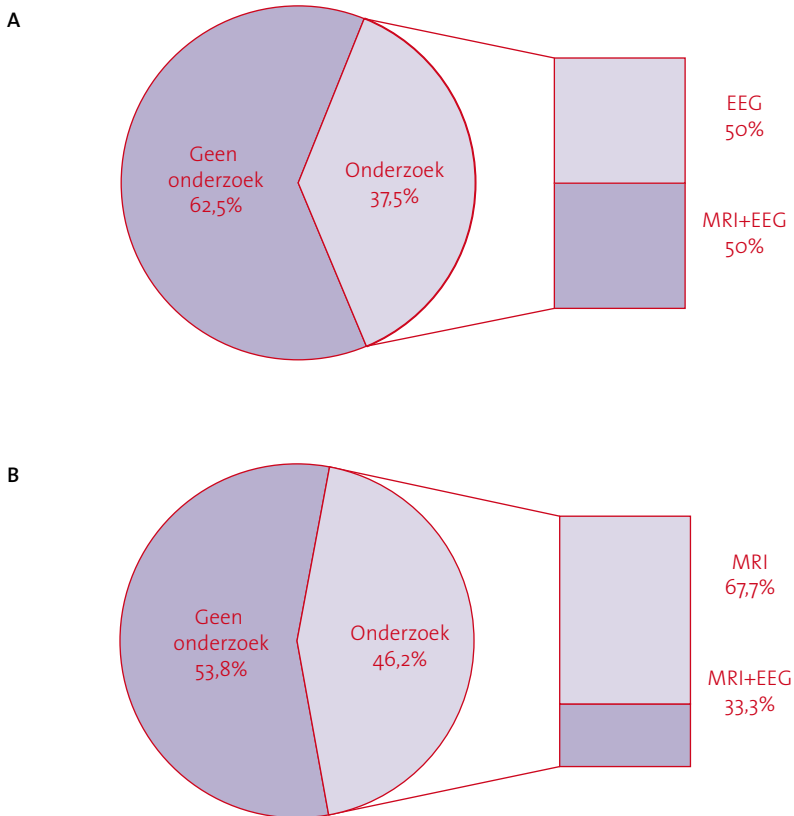 A
Geen
onderzoek
62,5%
Onderzoek
37,5%
EEG
50%
MRI+EEG
50%
B
Geen
onderzoek
53,8%
Onderzoek
46,2%
MRI
67,7%
MRI+EEG
33,3%